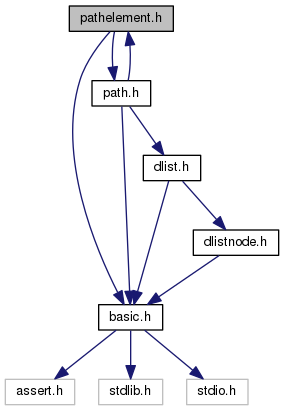 pathelement.h
path.h
dlist.h
dlistnode.h
basic.h
assert.h
stdlib.h
stdio.h